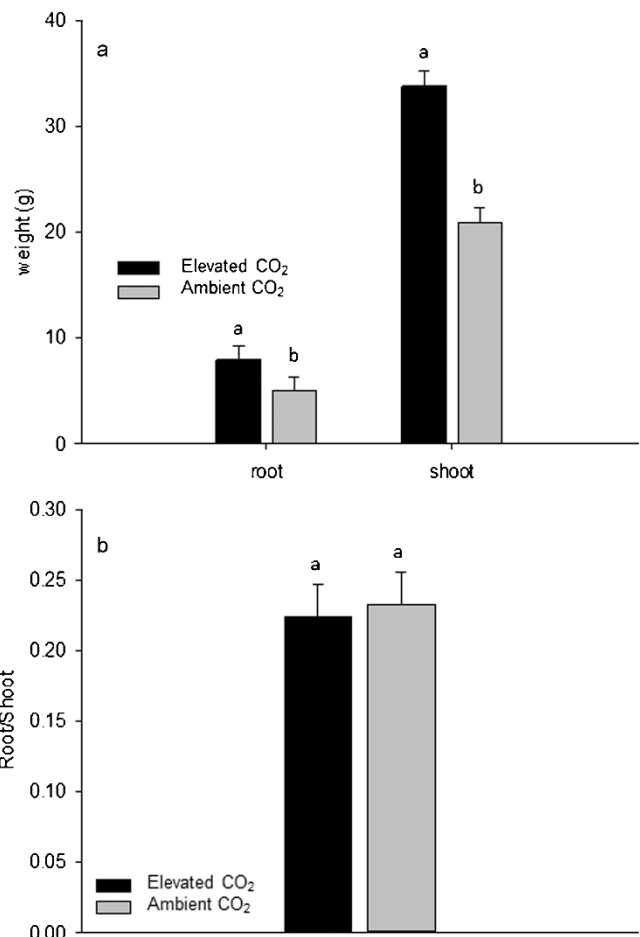 40
a
a
30
b
20
weight (g)
Elevated CO₂
Ambient CO₂
10
a
b
0
root
shoot
0.30
b
a
a
0.25
0.20
0.15
Root/Shoot
0.10
0.05
Elevated CO₂
Ambient CO₂
0.00